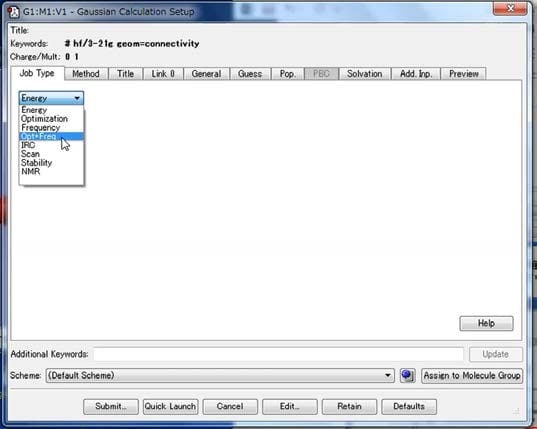 G1:M1:V1 - Gaussian Calculation Setup
Title:
Keywords: # hf/3-21g geom=connectivity
Charge/Mult: 0 1
Job Type Method Title Link 0 General Guess Pop. PBC Solvation Add. Inp. Preview
Energy
Energy
Optimization
Frequency
Opt+Freq
IRC
Scan
Stability
NMR
Help
Additional Keywords: Update
Scheme: (Default Scheme) Assign to Molecule Group
Submit... Quick Launch Cancel Edit... Retain Defaults